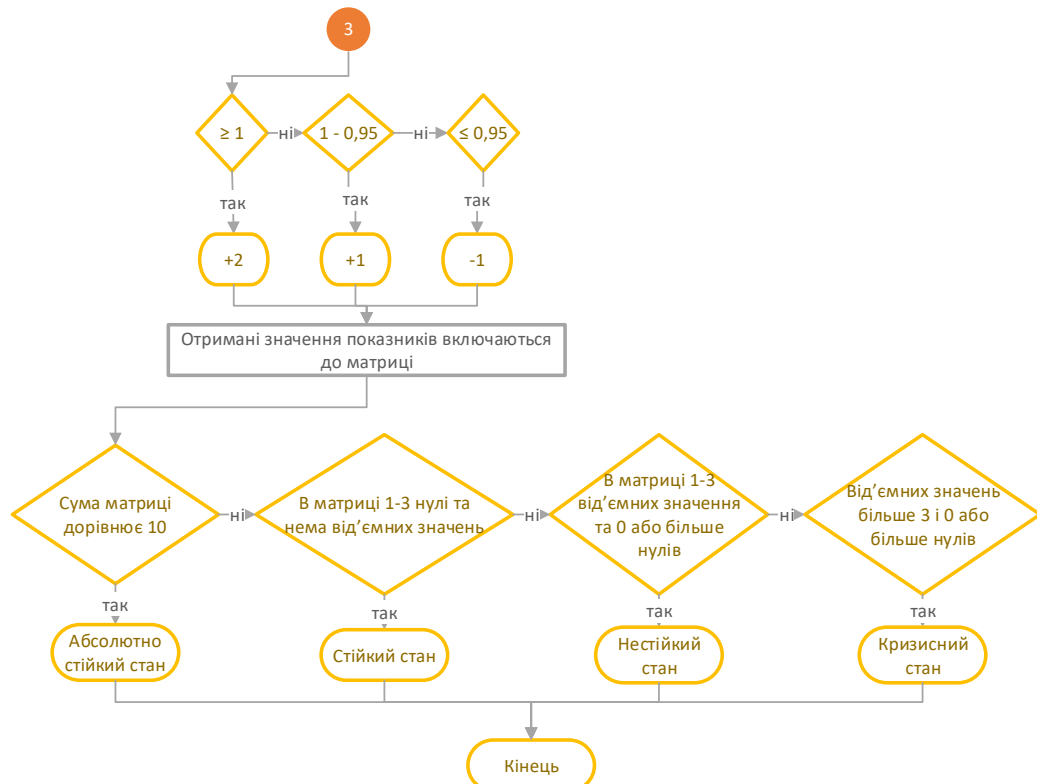 3
≥ 1
ні
1 - 0,95
ні
≤ 0,95
так
так
так
+2
+1
-1
Отримані значення показників включаються
до матриці
Сума матриці
дорівнює 10
ні
В матриці 1-3 нулі та
нема від’ємних значень
ні
В матриці 1-3
від’ємних значення
та 0 або більше
нулів
ні
Від’ємних значень
більше 3 і 0 або
більше нулів
так
так
так
так
Абсолютно
стійкий стан
Стійкий стан
Нестійкий
стан
Кризисний
стан
Кінець